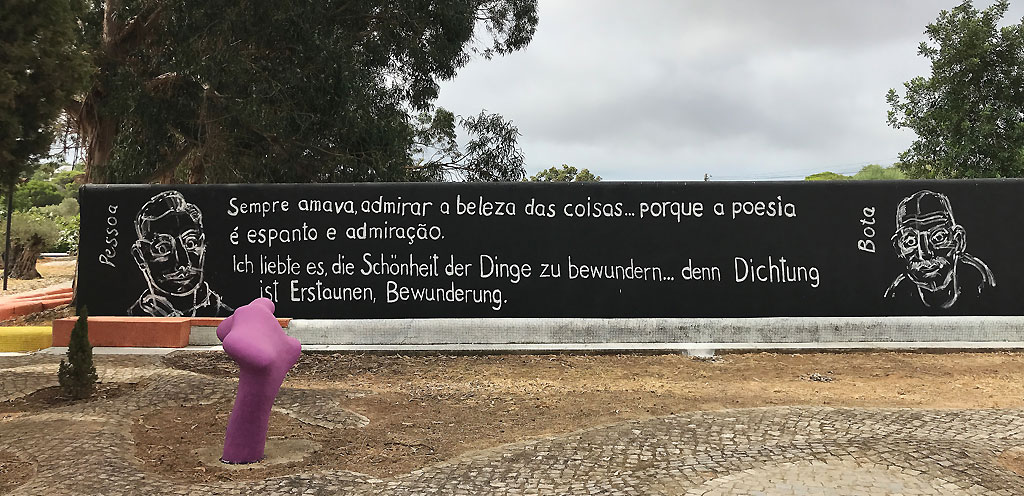 Pessoa
Sempre amava, admirar a beleza das coisas... porque a poesia
é espanto e admiração.
Ich liebte es, die Schönheit der Dinge zu bewundern... denn Dichtung
ist Erstaunen, Bewunderung.
Bota